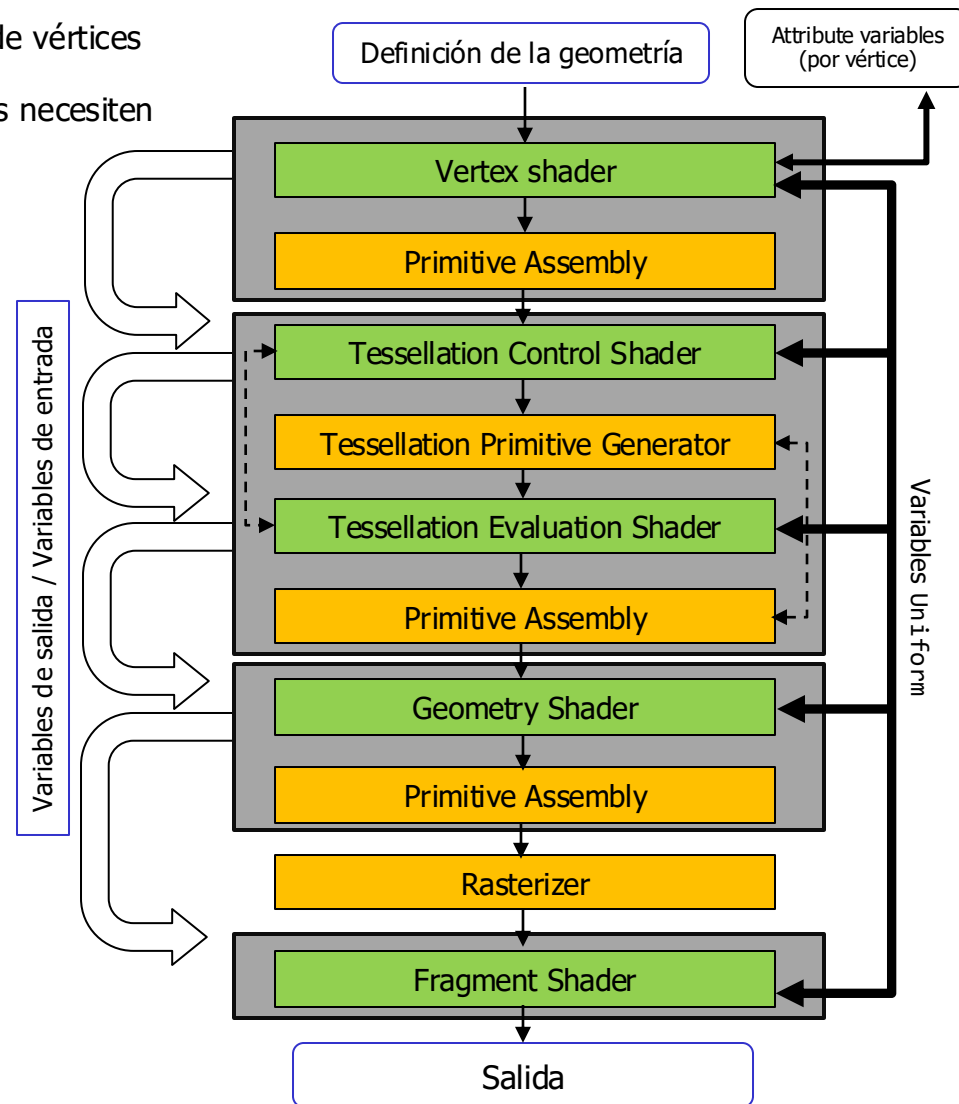 de vértices
s necesiten
Definición de la geometría
Attribute variables
(por vértice)
Vertex shader
Primitive Assembly
Tessellation Control Shader
Tessellation Primitive Generator
Tessellation Evaluation Shader
Primitive Assembly
Geometry Shader
Primitive Assembly
Rasterizer
Fragment Shader
Salida
Variables de salida / Variables de entrada
Variables Uniform